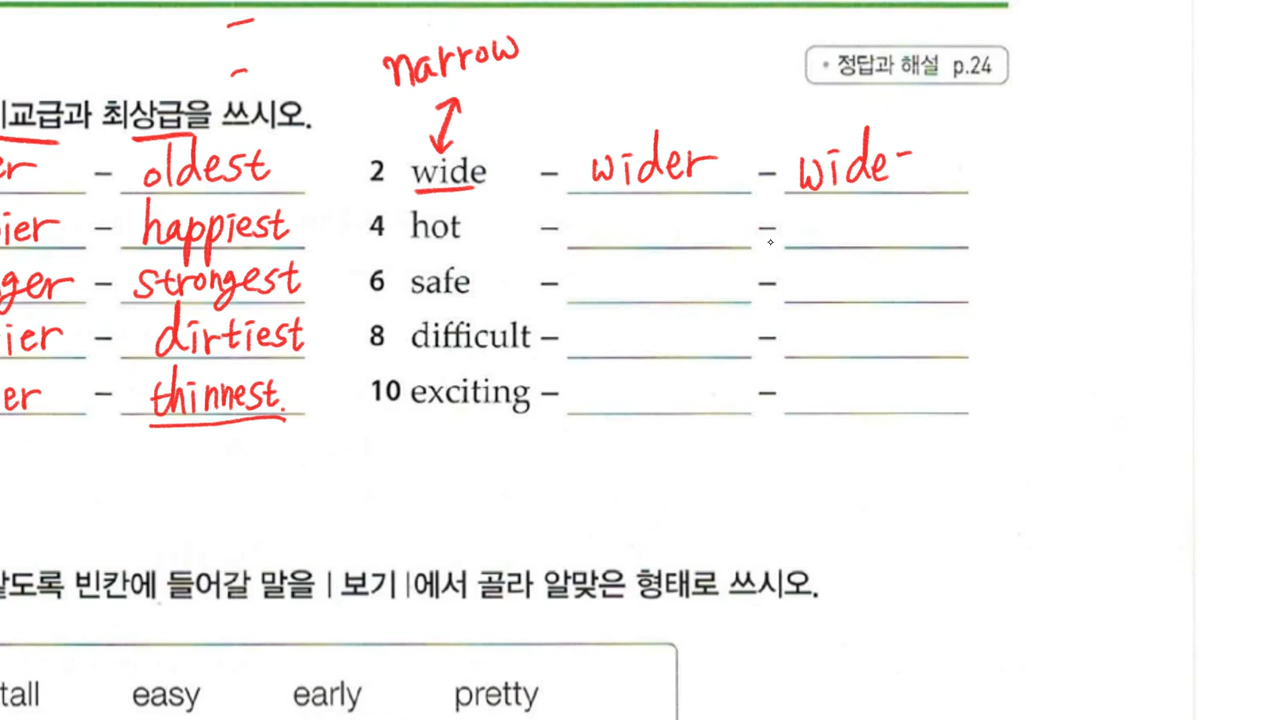 narrow
• 정답과 해설 p.24
교급과 최상급을 쓰시오.
er - oldest
2 wide - wider - wide-
ier - happiest
4 hot - -
ger - strongest
6 safe - -
ier - dirtiest
8 difficult - -
er - thinnest.
10 exciting - -
도록 빈칸에 들어갈 말을 | 보기 |에서 골라 알맞은 형태로 쓰시오.
tall easy early pretty